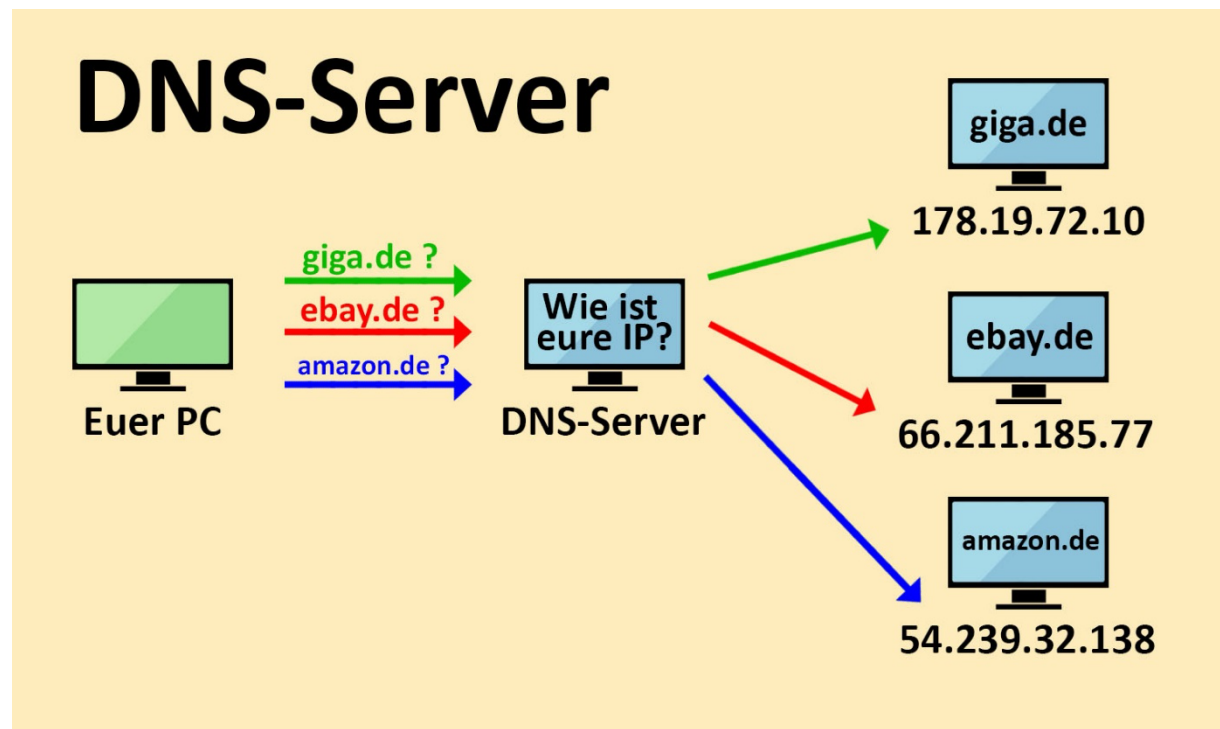 DNS-Server
giga.de ?
ebay.de ?
amazon.de ?
Euer PC
Wie ist
eure IP?
DNS-Server
giga.de
178.19.72.10
ebay.de
66.211.185.77
amazon.de
54.239.32.138